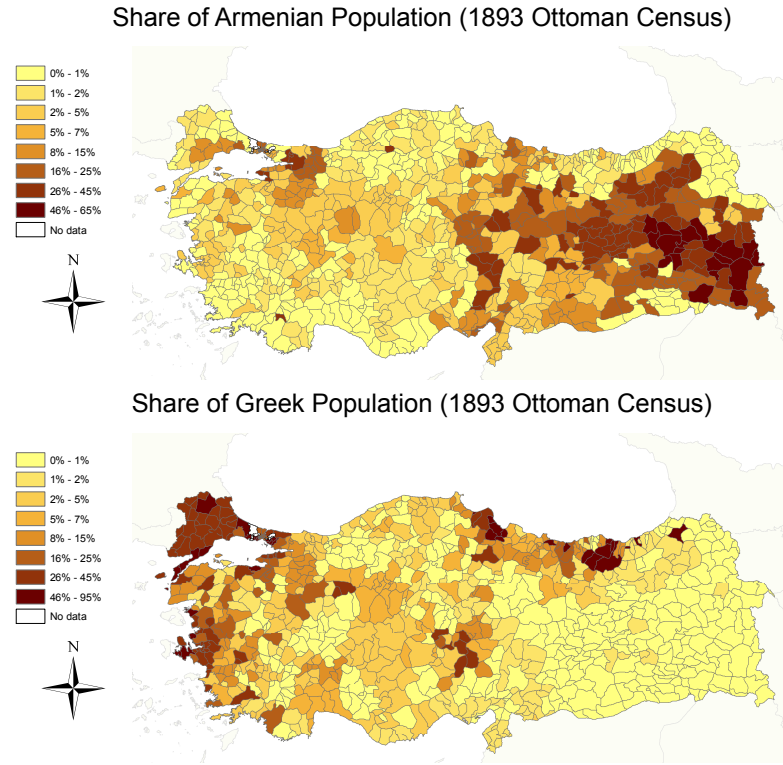 Share of Armenian Population (1893 Ottoman Census)
0% - 1%
1% - 2%
2% - 5%
5% - 7%
8% - 15%
16% - 25%
26% - 45%
46% - 65%
No data
N
Share of Greek Population (1893 Ottoman Census)
0% - 1%
1% - 2%
2% - 5%
5% - 7%
8% - 15%
16% - 25%
26% - 45%
46% - 95%
No data
N